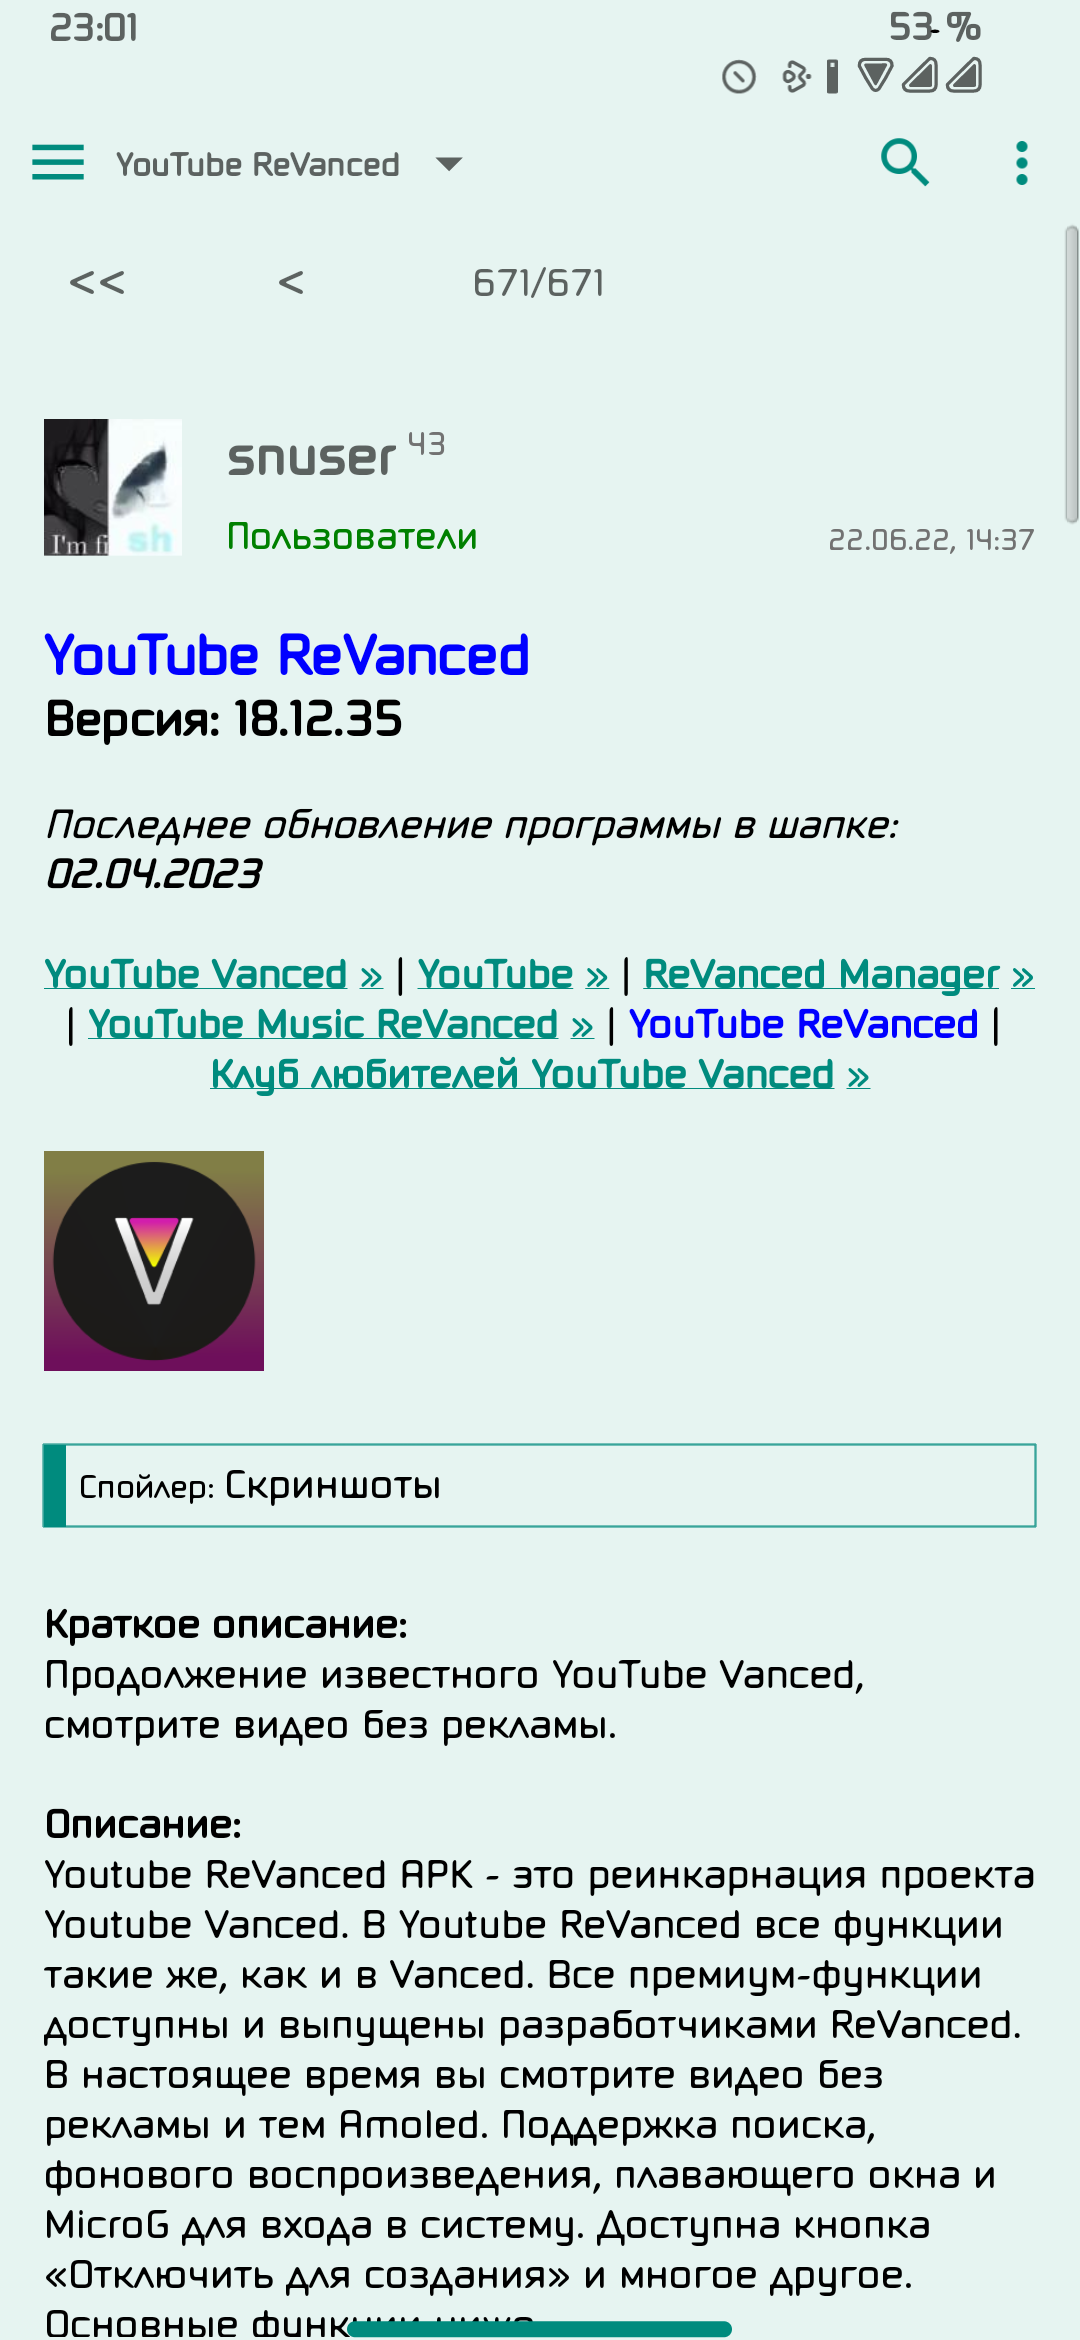 23:01
53 %
YouTube ReVanced
<< < 671/671
snuser 43
I'm fi sh
Пользователи
22.06.22, 14:37
YouTube ReVanced
Версия: 18.12.35
Последнее обновление программы в шапке:
02.04.2023
YouTube Vanced » | YouTube » | ReVanced Manager »
| YouTube Music ReVanced » | YouTube ReVanced |
Клуб любителей YouTube Vanced »
Спойлер: Скриншоты
Краткое описание:
Продолжение известного YouTube Vanced,
смотрите видео без рекламы.
Описание:
Youtube ReVanced APK - это реинкарнация проекта
Youtube Vanced. В Youtube ReVanced все функции
такие же, как и в Vanced. Все премиум-функции
доступны и выпущены разработчиками ReVanced.
В настоящее время вы смотрите видео без
рекламы и тем Amoled. Поддержка поиска,
фонового воспроизведения, плавающего окна и
MicroG для входа в систему. Доступна кнопка
«Отключить для создания» и многое другое.
Основные функции ниже